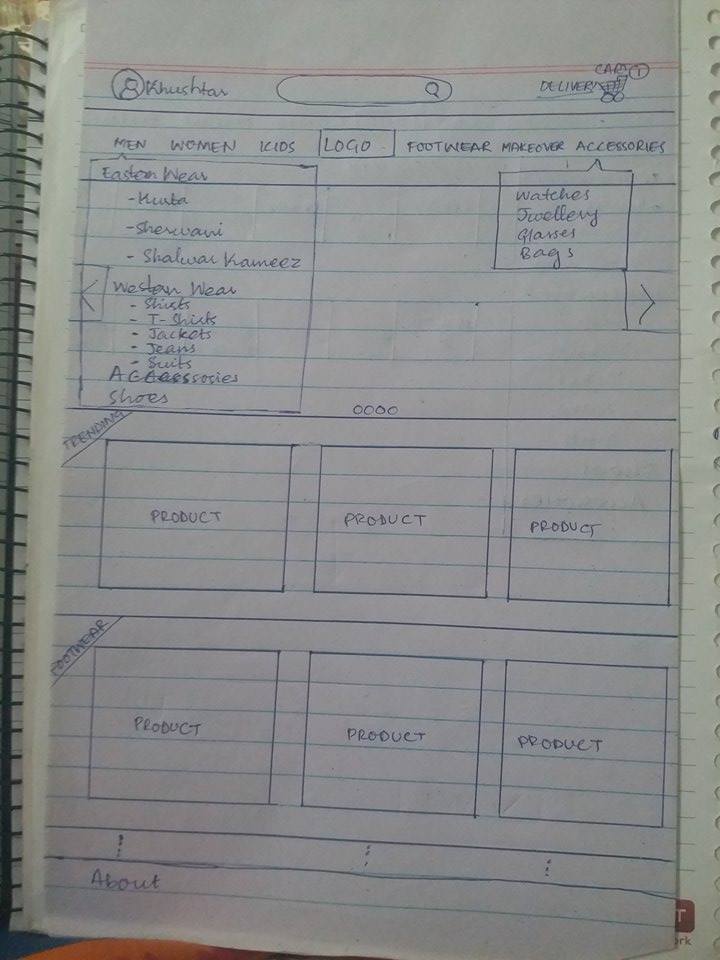 Khushtar
CART 1
DELIVERY
MEN WOMEN KIDS LOGO FOOTWEAR MAKEOVER ACCESSORIES
Eastern Wear
- Kurta
- Sherwani
- Shalwar Kameez
Western Wear
- Shirts
- T-Shirts
- Jackets
- Jeans
- Suits
Accessories
Shoes
Watches
Jwellery
Glasses
Bags
TRENDING
PRODUCT PRODUCT PRODUCT
FOOTWEAR
PRODUCT PRODUCT PRODUCT
About